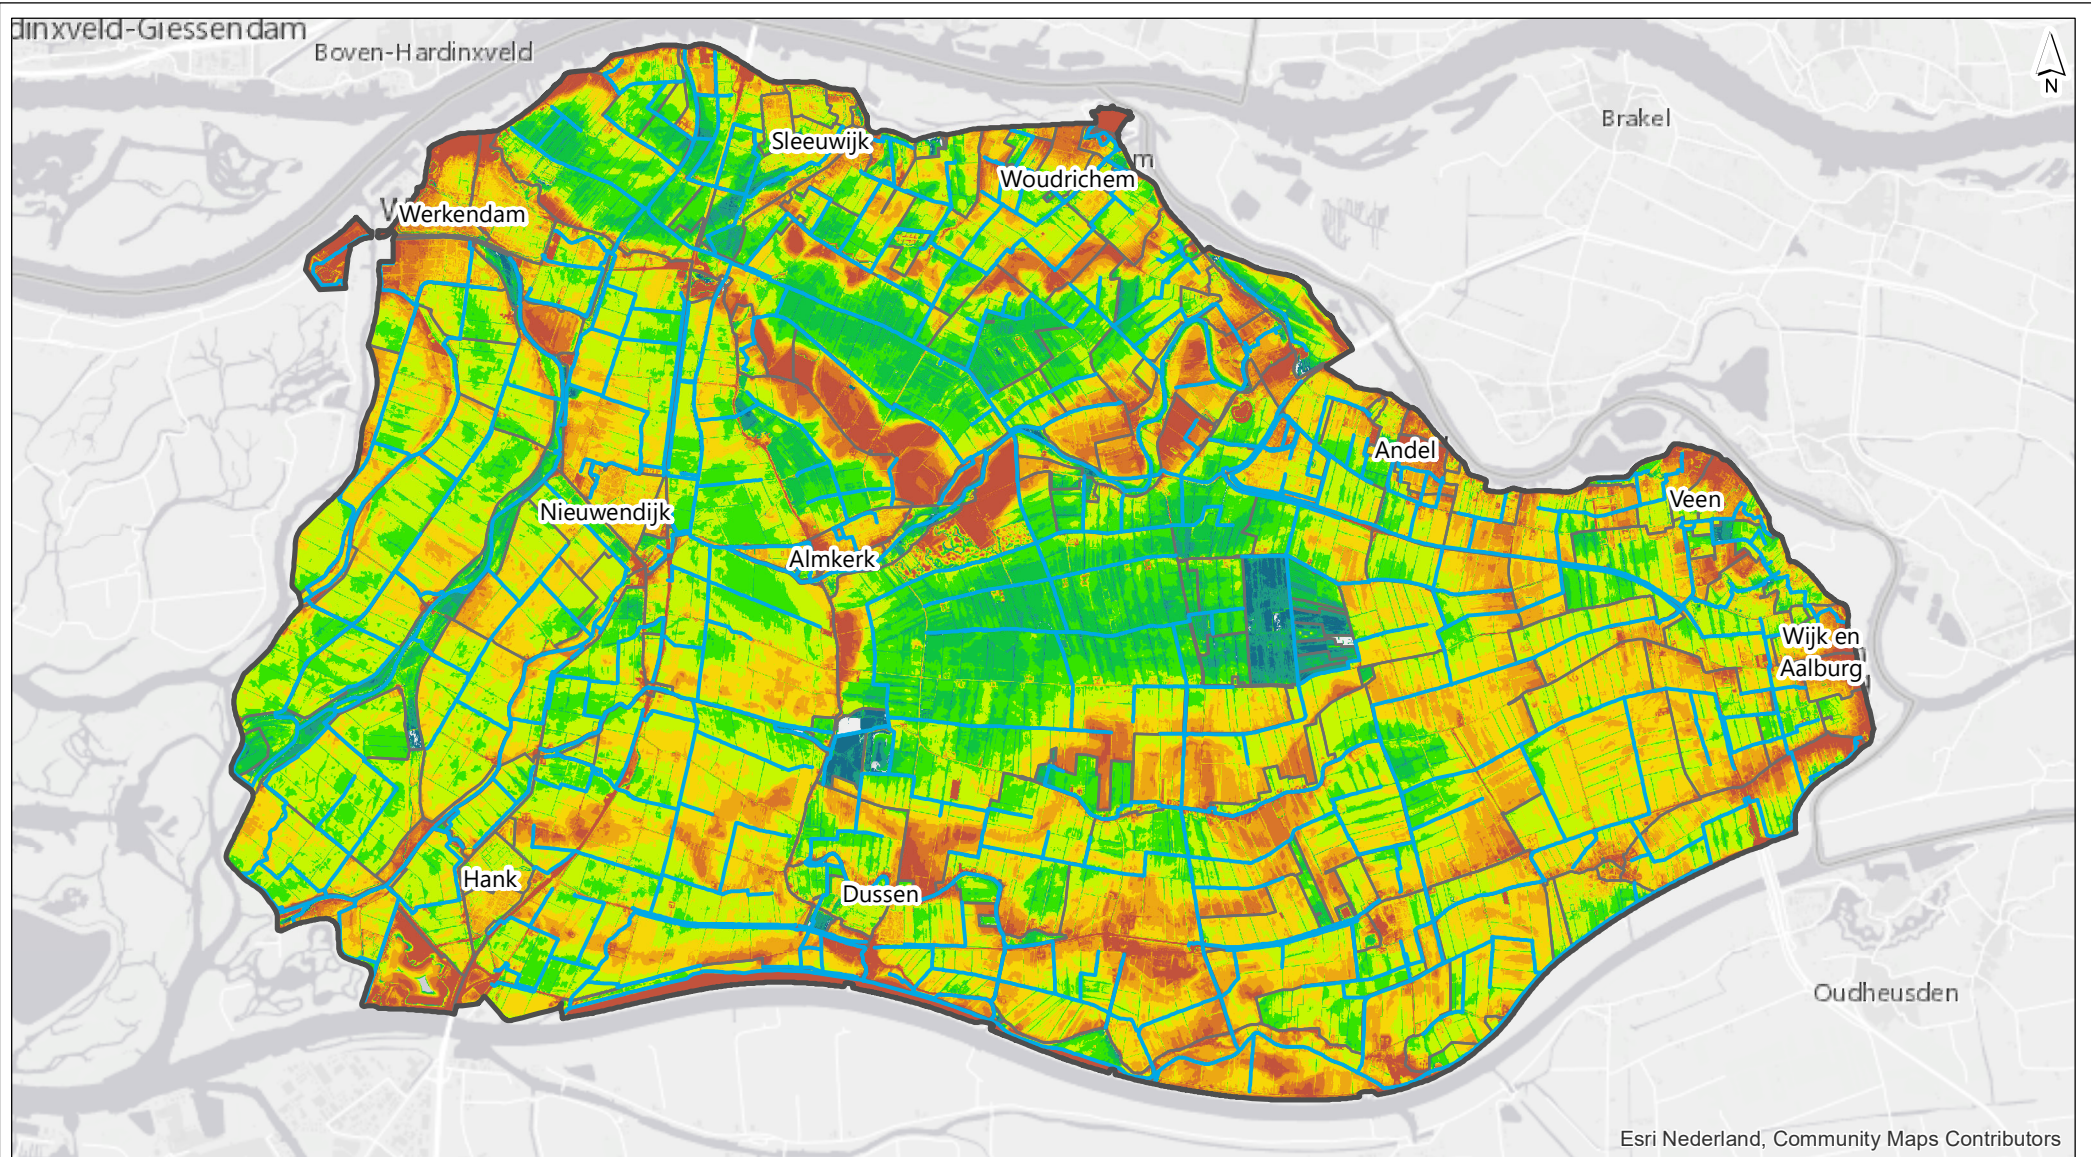 dinxveld-Giessendam
Boven-Hardinxveld
N
Brakel
Sleeuwijk
m
Woudrichem
W
Werkendam
Andel
Veen
Nieuwendijk
Almkerk
Wijk en
Aalburg
Hank
Dussen
Oudheusden
Esri Nederland, Community Maps Contributors